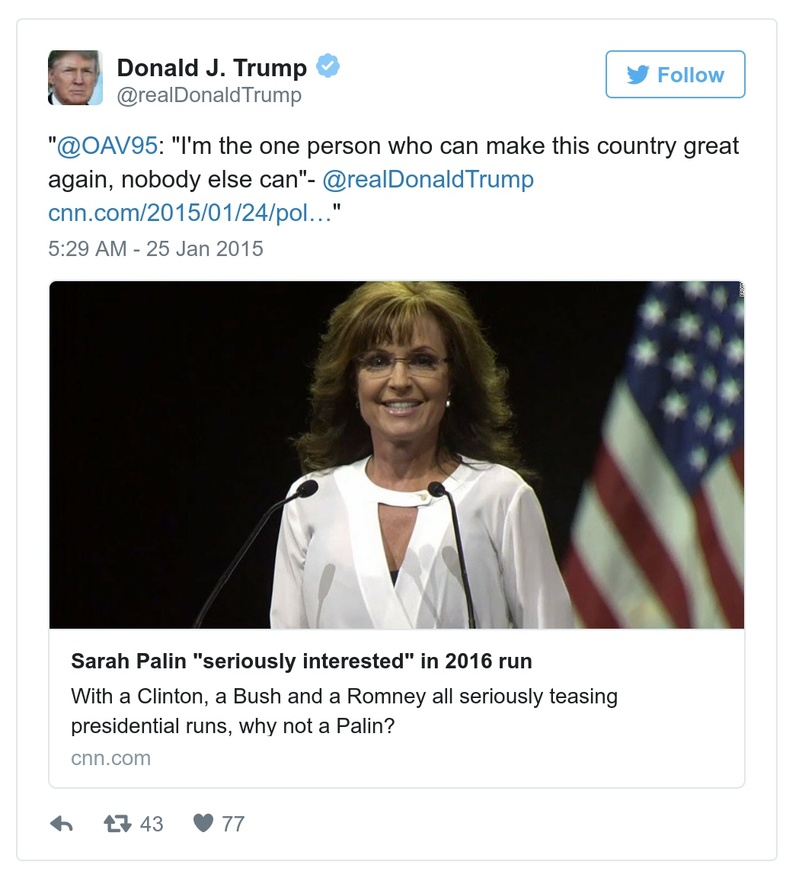 Donald J. Trump
@realDonaldTrump
Follow
"@OAV95: "I'm the one person who can make this country great
again, nobody else can"- @realDonaldTrump
cnn.com/2015/01/24/pol…"
5:29 AM - 25 Jan 2015
Sarah Palin "seriously interested" in 2016 run
With a Clinton, a Bush and a Romney all seriously teasing
presidential runs, why not a Palin?
cnn.com
43 77